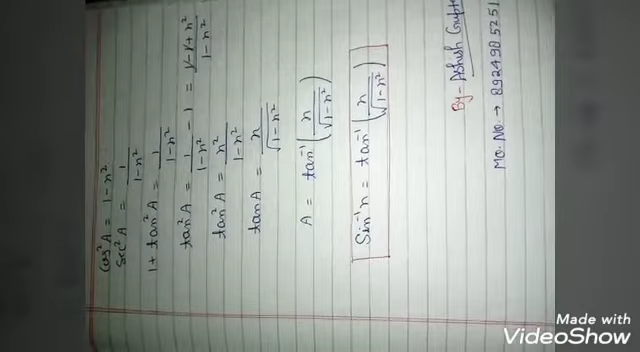 cos²A = 1 - x²
sec²A = 1/(1 - x²)
1 + tan²A = 1/(1 - x²)
tan²A = 1/(1 - x²) - 1 = (1 - 1 + x²)/(1 - x²)
tan²A = x²/(1 - x²)
tan A = x/√(1 - x²)
A = tan⁻¹(x/√(1 - x²))
Sin⁻¹x = tan⁻¹(x/√(1 - x²))
By - Ashish Gupta
Mo. No. → 8924985251
Made with
VideoShow